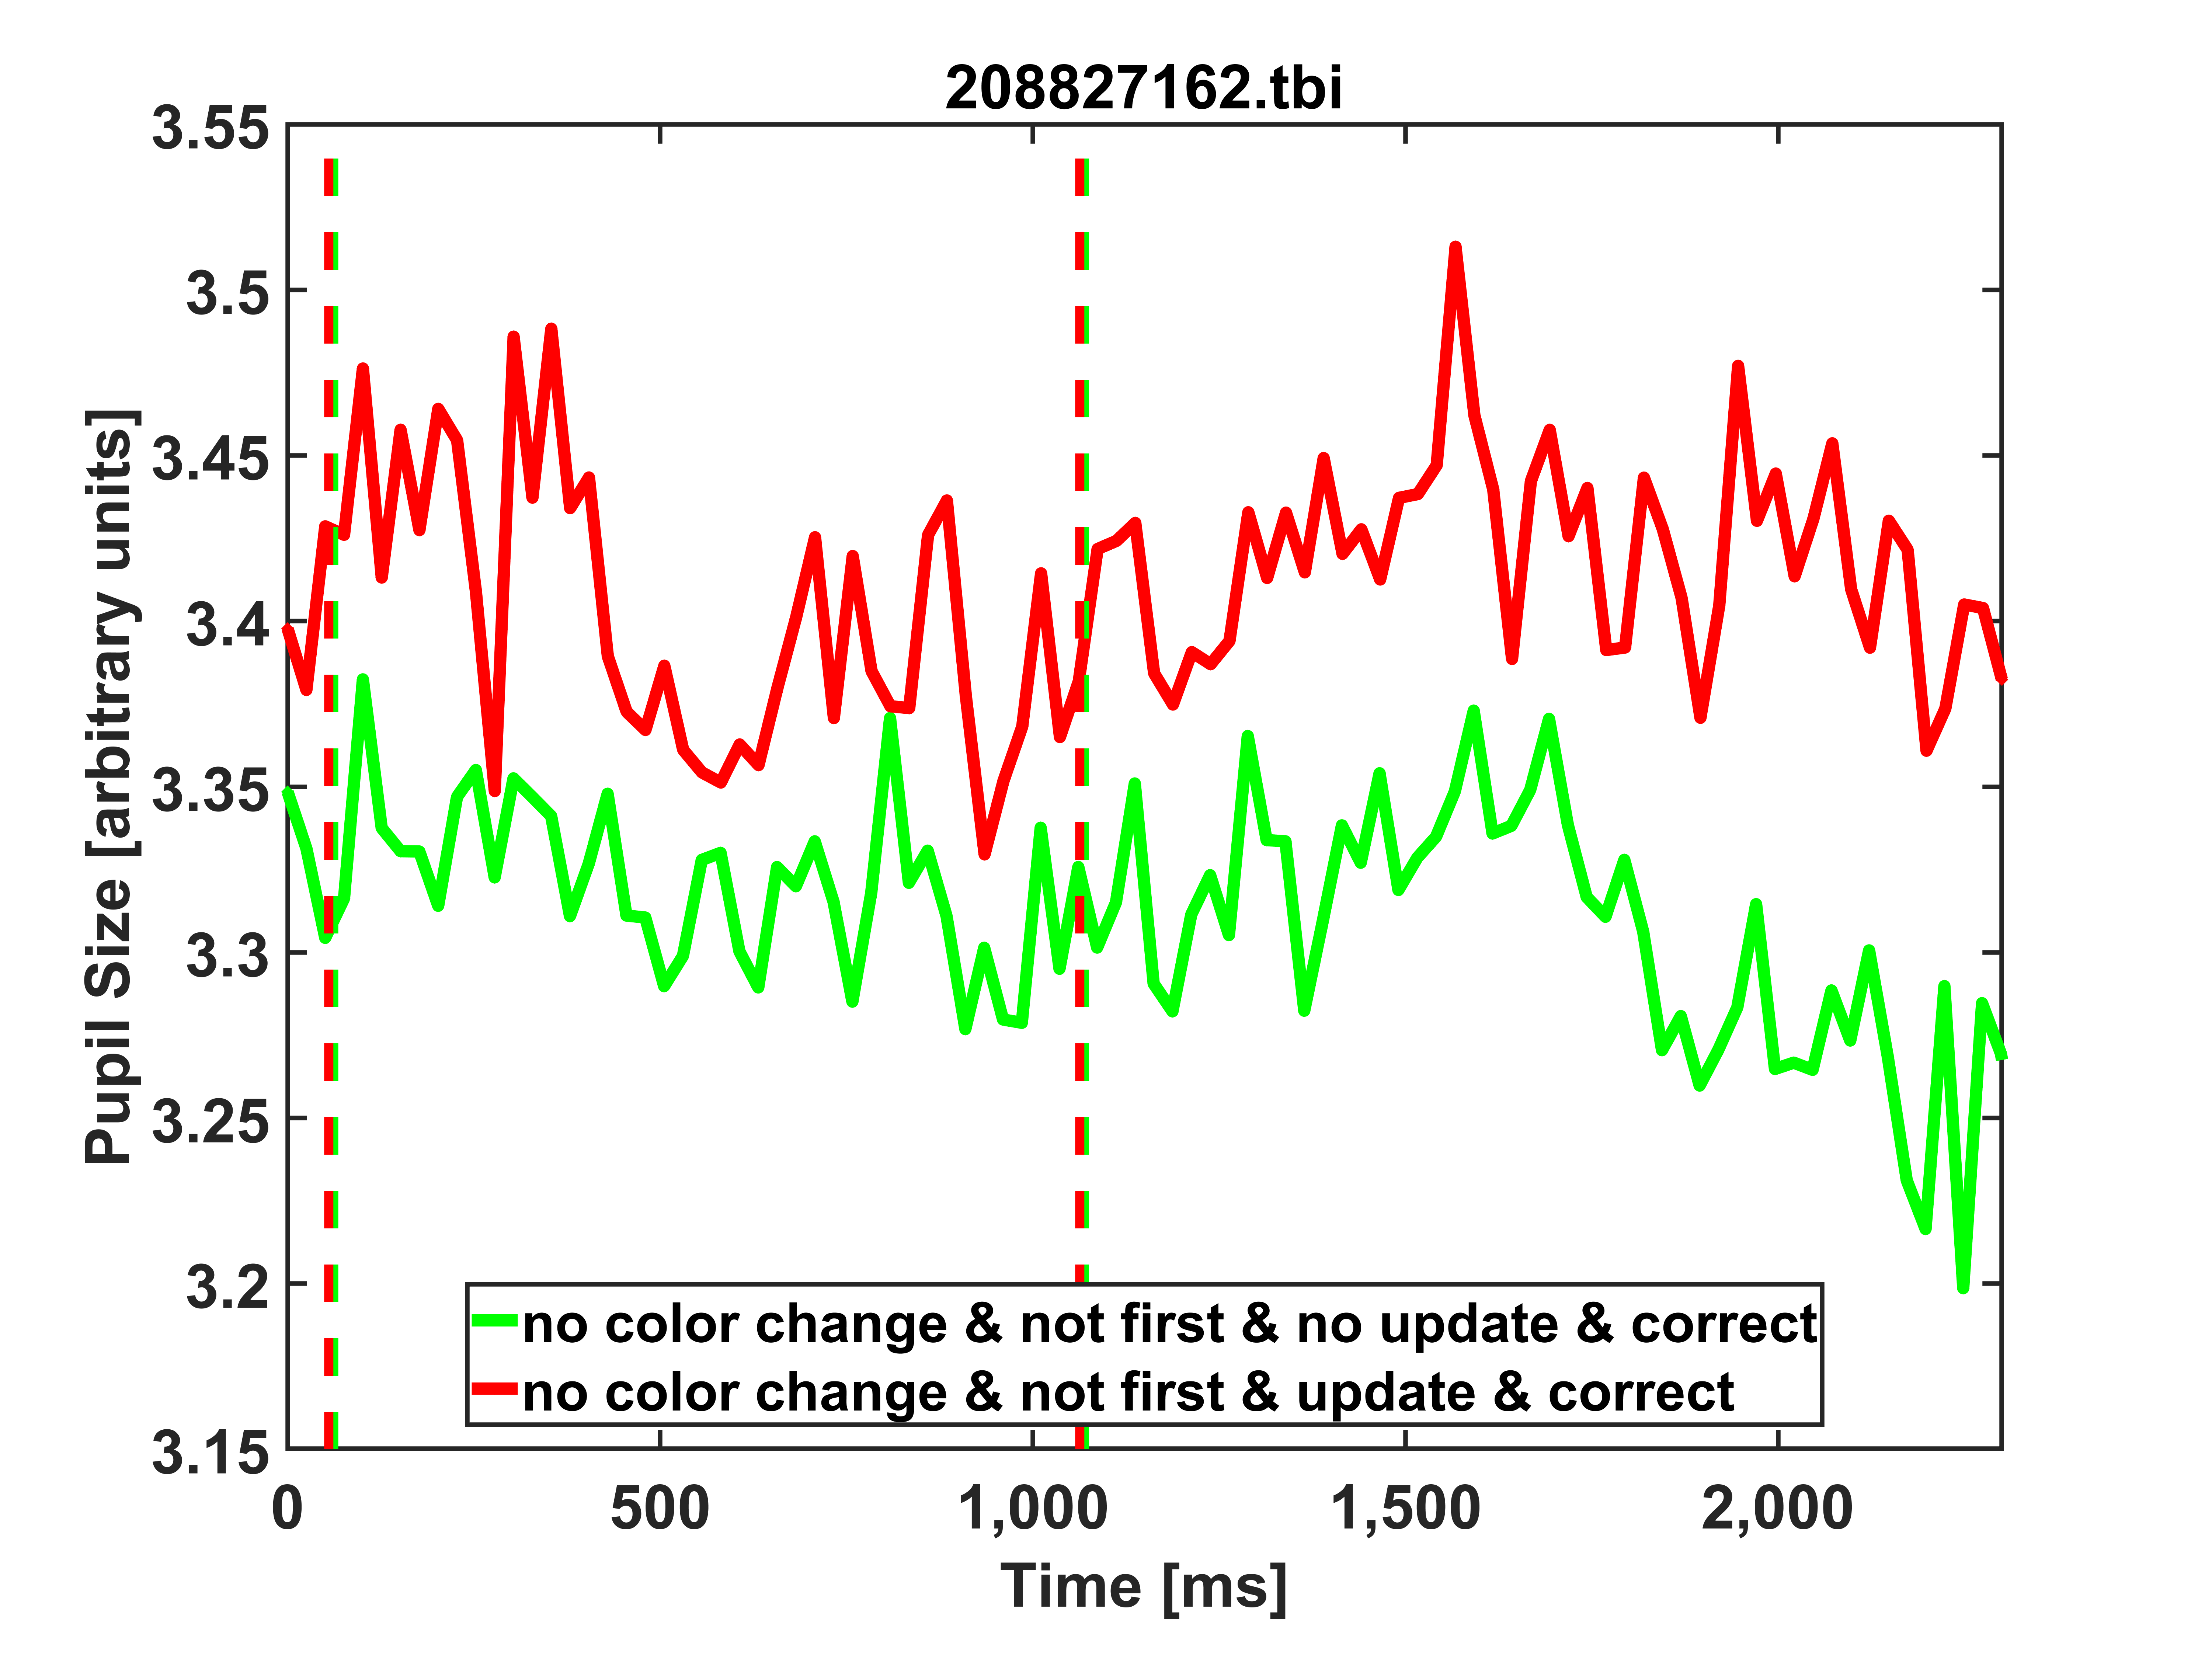 208827162.tbi
3.55
3.5
3.45
3.4
3.35
3.3
3.25
3.2
3.15
Pupil Size [arbitrary units]
no color change & not first & no update & correct
no color change & not first & update & correct
0 500 1,000 1,500 2,000
Time [ms]